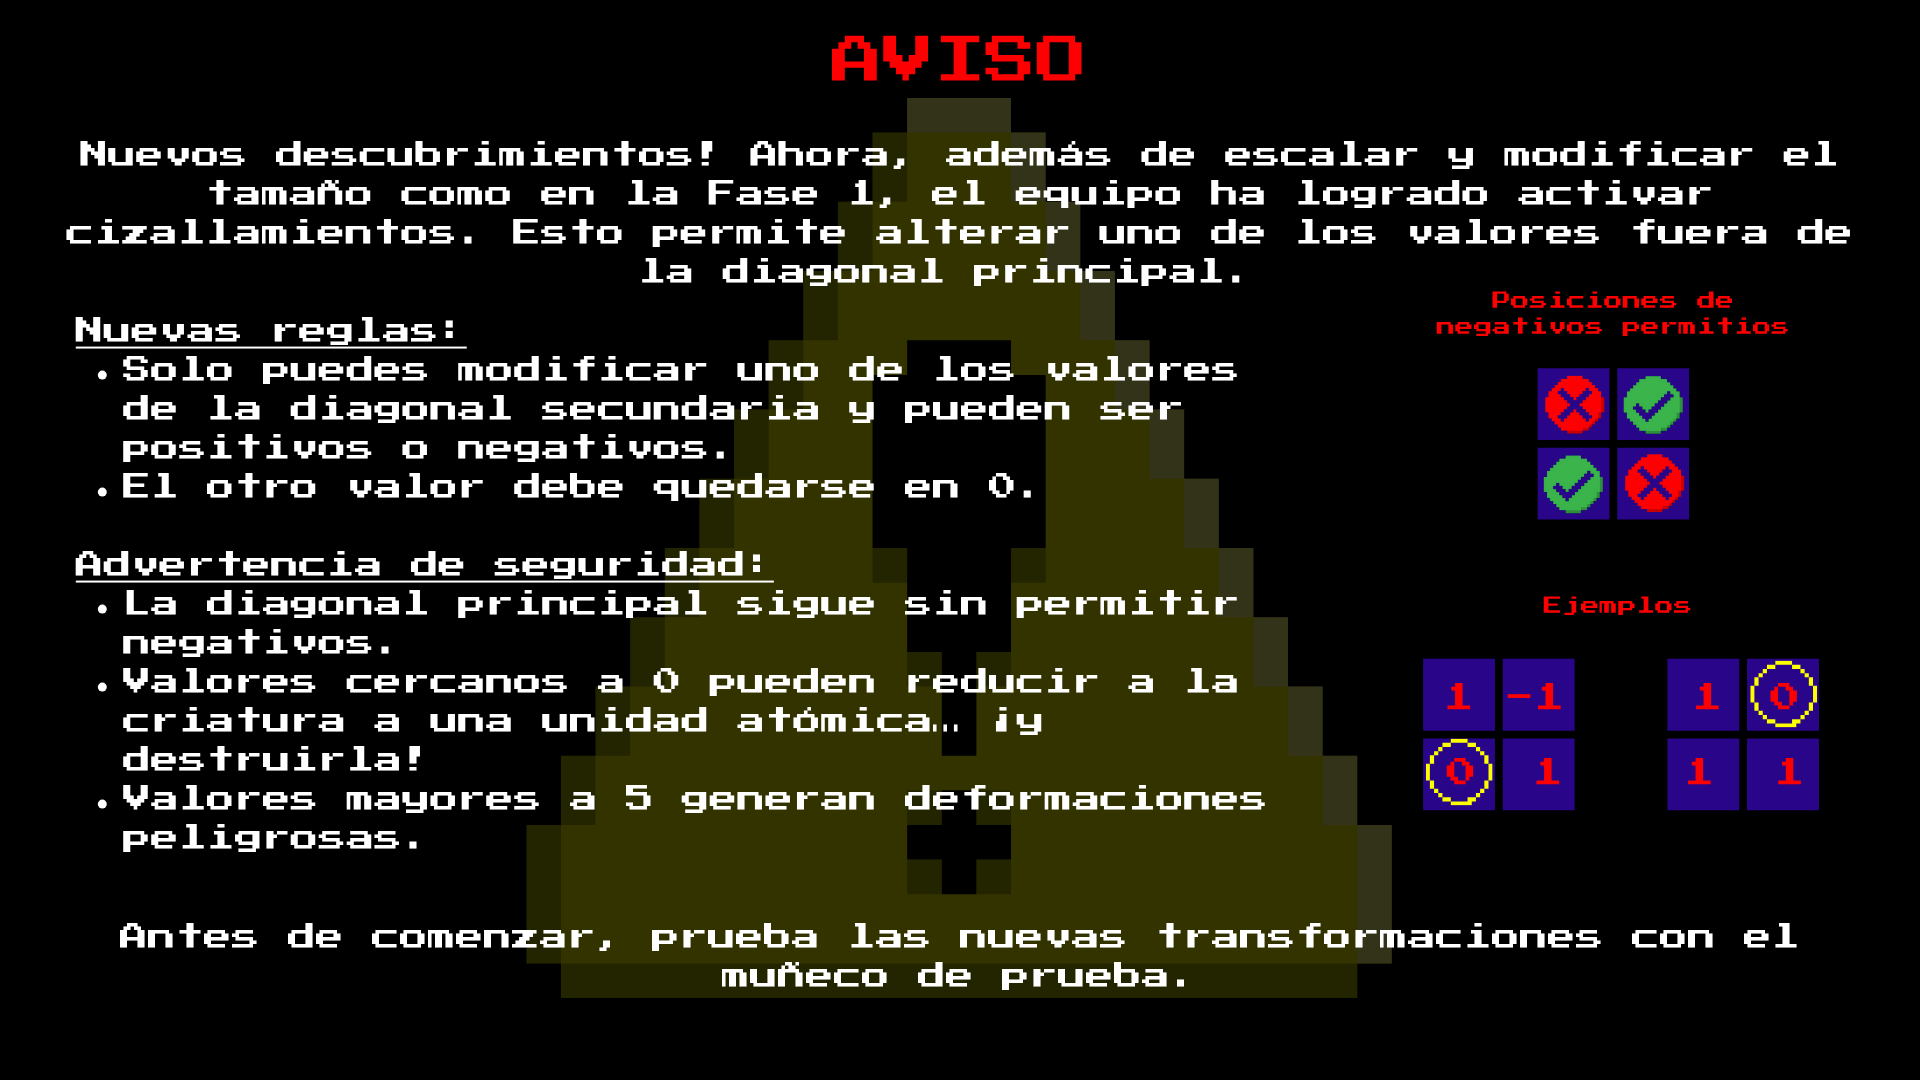 AVISO
Nuevos descubrimientos! Ahora, además de escalar y modificar el
tamaño como en la Fase 1, el equipo ha logrado activar
cizallamientos. Esto permite alterar uno de los valores fuera de
la diagonal principal.
Nuevas reglas:
• Solo puedes modificar uno de los valores
de la diagonal secundaria y pueden ser
positivos o negativos.
• El otro valor debe quedarse en 0.
Advertencia de seguridad:
• La diagonal principal sigue sin permitir
negativos.
• Valores cercanos a 0 pueden reducir a la
criatura a una unidad atómica… ¡y
destruirla!
• Valores mayores a 5 generan deformaciones
peligrosas.
Posiciones de
negativos permitios
Ejemplos
1 -1
0 1
1 0
1 1
Antes de comenzar, prueba las nuevas transformaciones con el
muñeco de prueba.